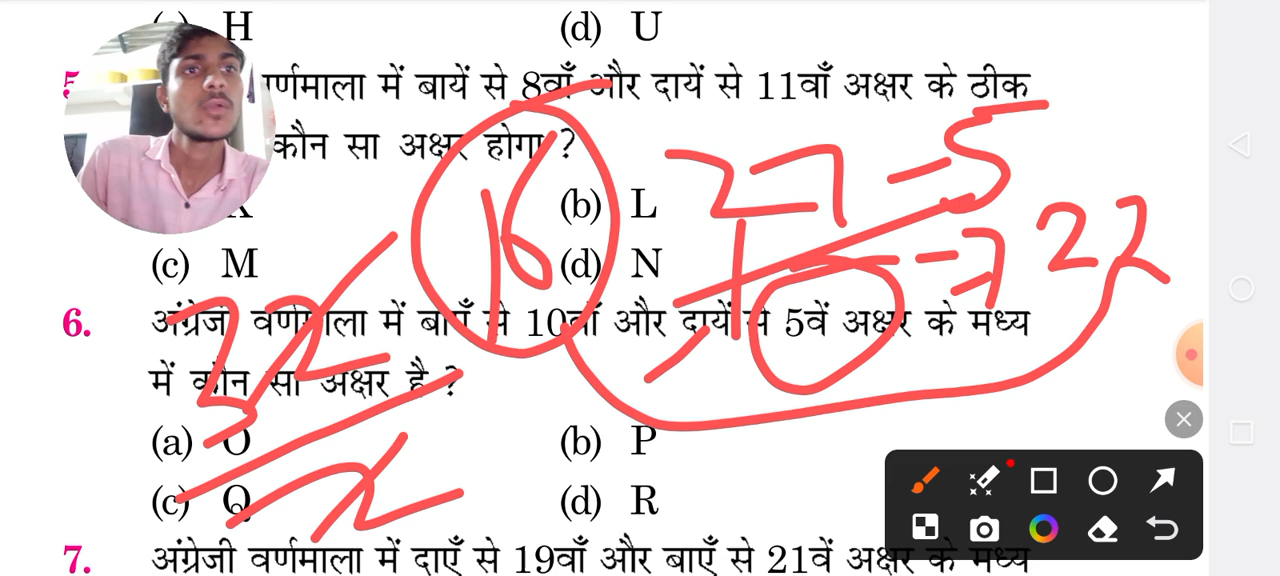 H (d) U
र्णमाला में बायें से 8वाँ और दायें से 11वाँ अक्षर के ठीक
कौन सा अक्षर होगा ?
(b) L
(c) M (d) N
6. अंग्रेजी वर्णमाला में बाएँ से 10वाँ और दायें से 5वें अक्षर के मध्य
में कौन सा अक्षर है ?
(a) O (b) P
(c) Q (d) R
7. अंग्रेजी वर्णमाला में दाएँ से 19वाँ और बाएँ से 21वें अक्षर के मध्य
27 - 5
16
22
32